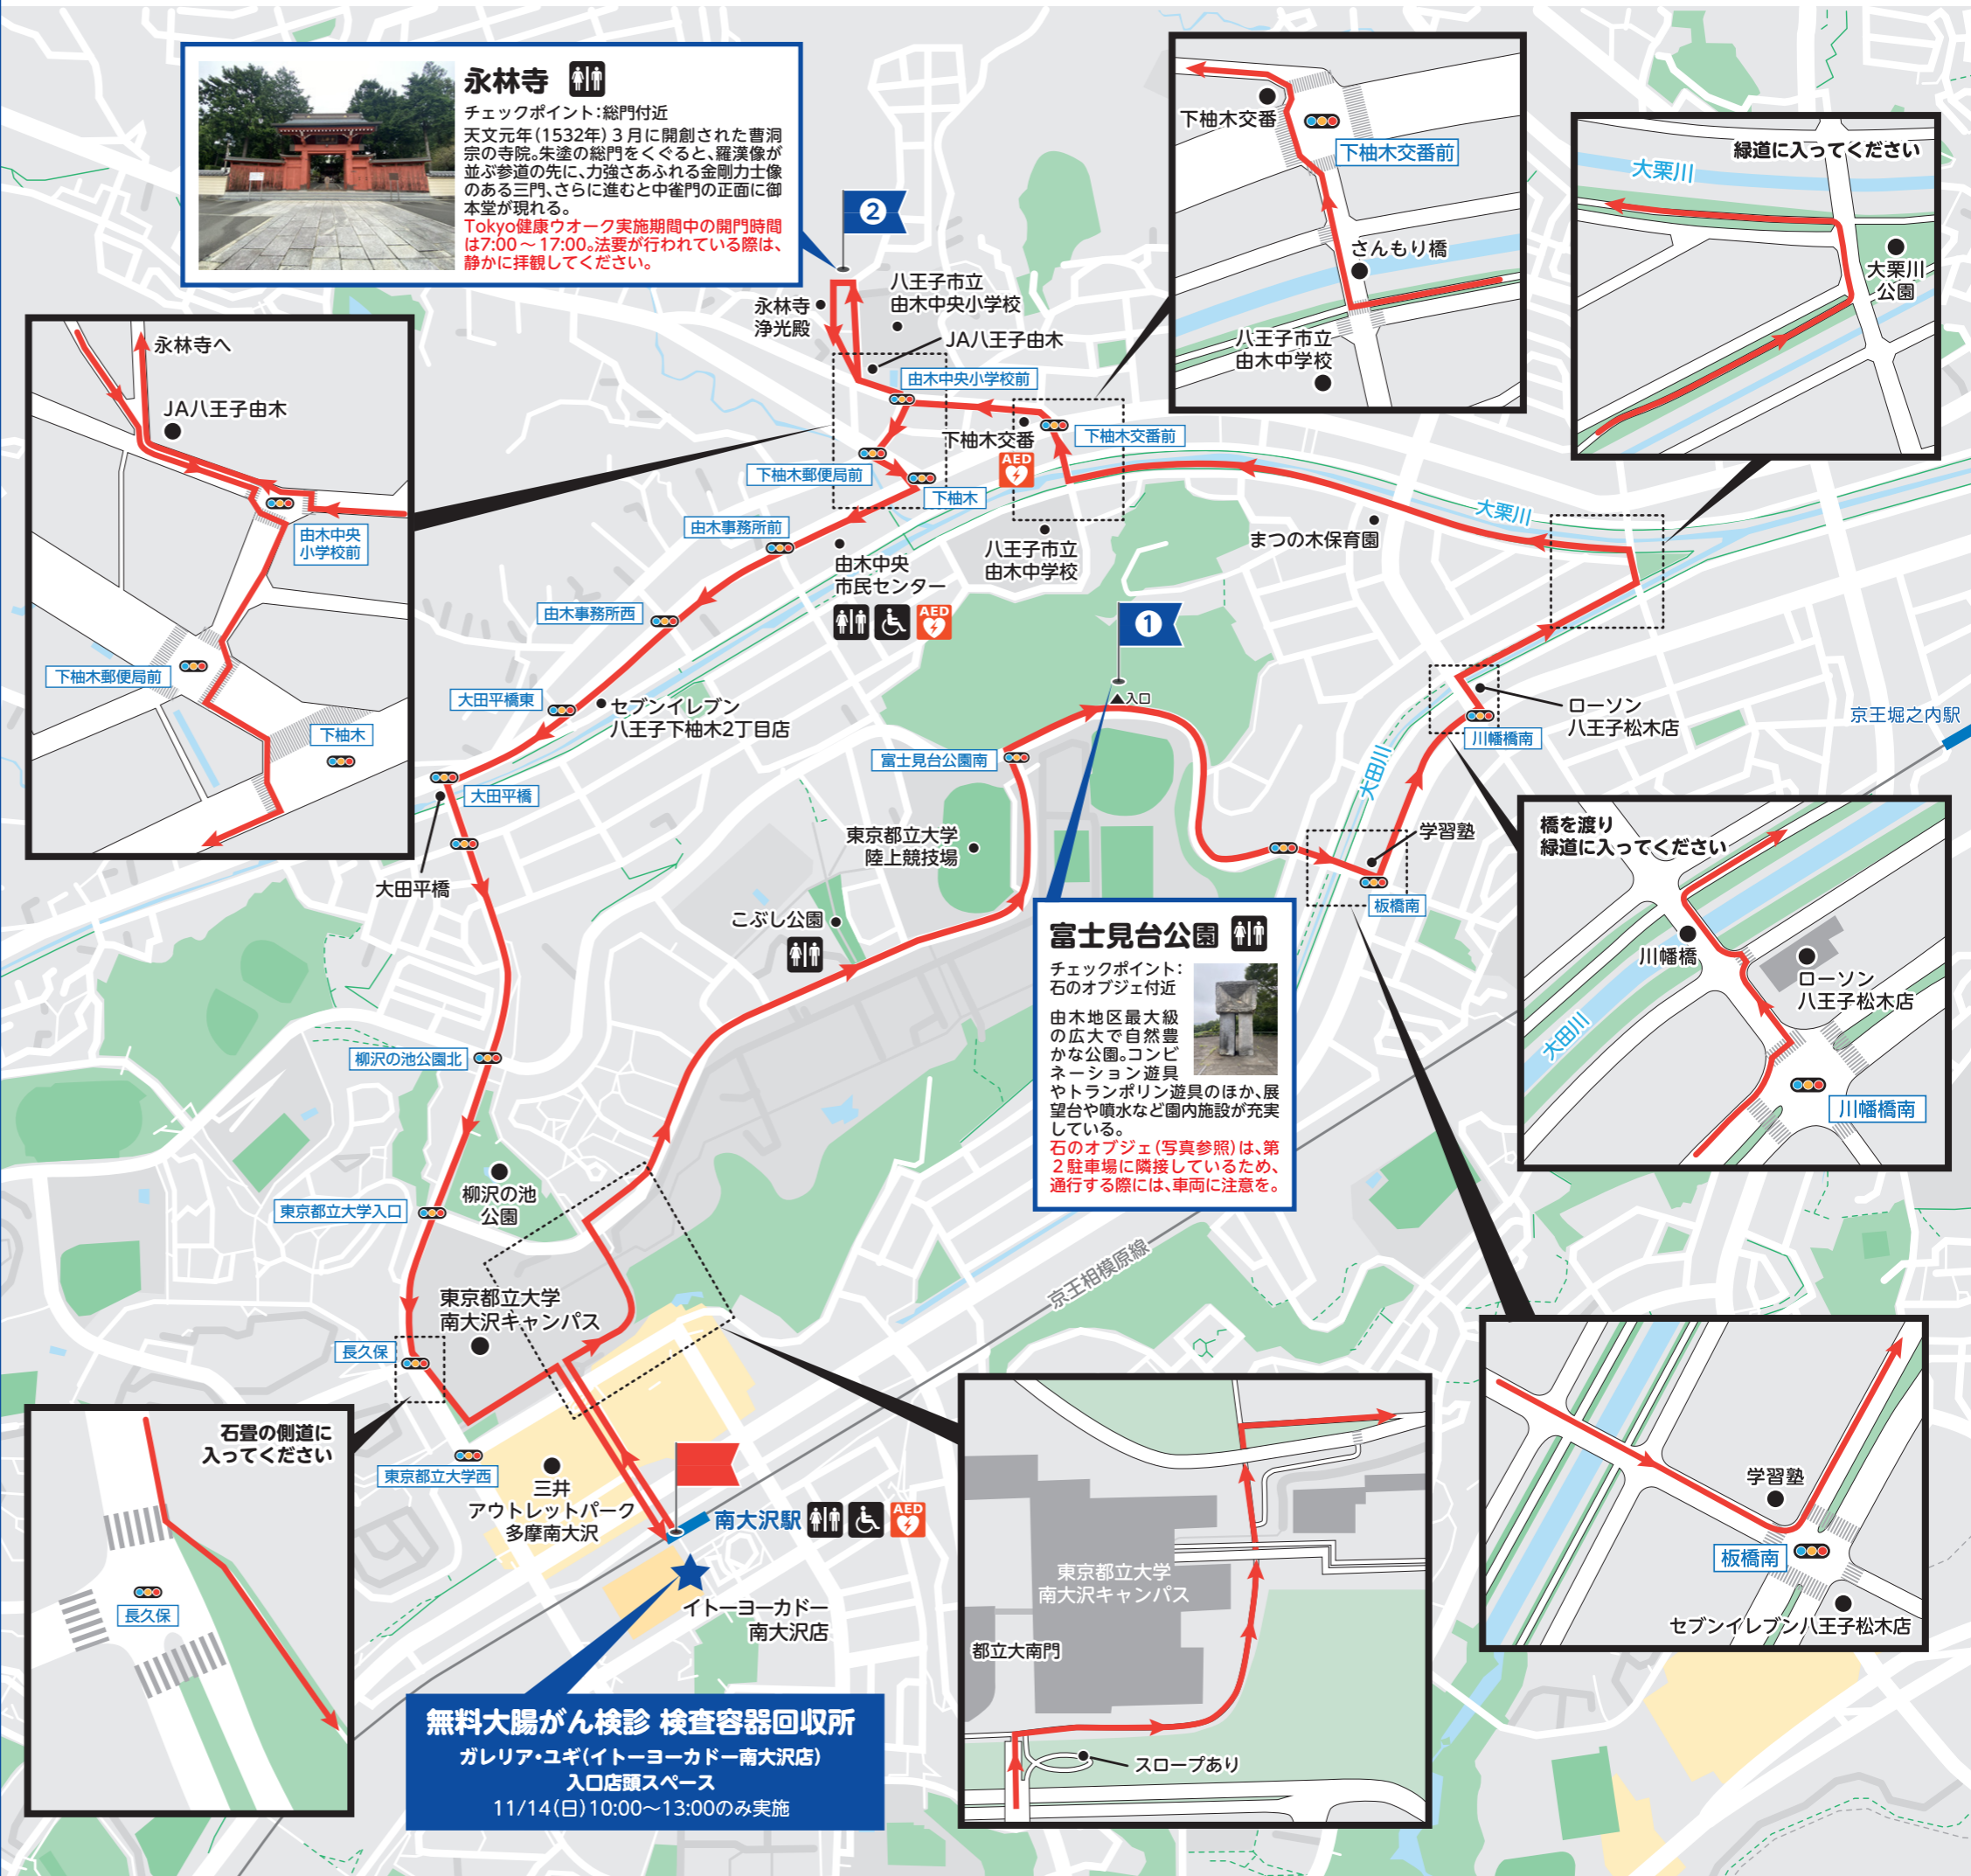 永林寺
チェックポイント：総門付近
天文元年（1532年）3月に開創された曹洞
宗の寺院。朱塗の総門をくぐると、羅漢像が
並ぶ参道の先に、力強さあふれる金剛力士像
のある三門、さらに進むと中雀門の正面に御
本堂が現れる。
Tokyo健康ウオーク実施期間中の開門時間
は7:00～17:00。法要が行われている際は、
静かに拝観してください。
2
永林寺
浄光殿
八王子市立
由木中央小学校
JA八王子由木
由木中央小学校前
下柚木交番
AED
下柚木交番前
下柚木郵便局前
下柚木
由木事務所前
由木中央
市民センター
AED
八王子市立
由木中学校
由木事務所西
大田平橋東
セブンイレブン
八王子下柚木2丁目店
大田平橋
大田平橋
下柚木交番
下柚木交番前
さんもり橋
八王子市立
由木中学校
緑道に入ってください
大栗川
大栗川
公園
永林寺へ
JA八王子由木
由木中央
小学校前
下柚木郵便局前
下柚木
大栗川
まつの木保育園
1
▲入口
富士見台公園南
東京都立大学
陸上競技場
こぶし公園
大田川
ローソン
八王子松木店
川幡橋南
京王堀之内駅
学習塾
板橋南
橋を渡り
緑道に入ってください
川幡橋
ローソン
八王子松木店
大田川
川幡橋南
富士見台公園
チェックポイント：
石のオブジェ付近
由木地区最大級
の広大で自然豊
かな公園。コンビ
ネーション遊具
やトランポリン遊具のほか、展
望台や噴水など園内施設が充実
している。
石のオブジェ（写真参照）は、第
2駐車場に隣接しているため、
通行する際には、車両に注意を。
柳沢の池公園北
柳沢の池
公園
東京都立大学入口
東京都立大学
南大沢キャンパス
長久保
京王相模原線
石畳の側道に
入ってください
長久保
東京都立大学西
三井
アウトレットパーク
多摩南大沢
南大沢駅
AED
イトーヨーカドー
南大沢店
無料大腸がん検診 検査容器回収所
ガレリア・ユギ（イトーヨーカドー南大沢店）
入口店頭スペース
11/14（日）10:00～13:00のみ実施
東京都立大学
南大沢キャンパス
都立大南門
スロープあり
学習塾
板橋南
セブンイレブン八王子松木店